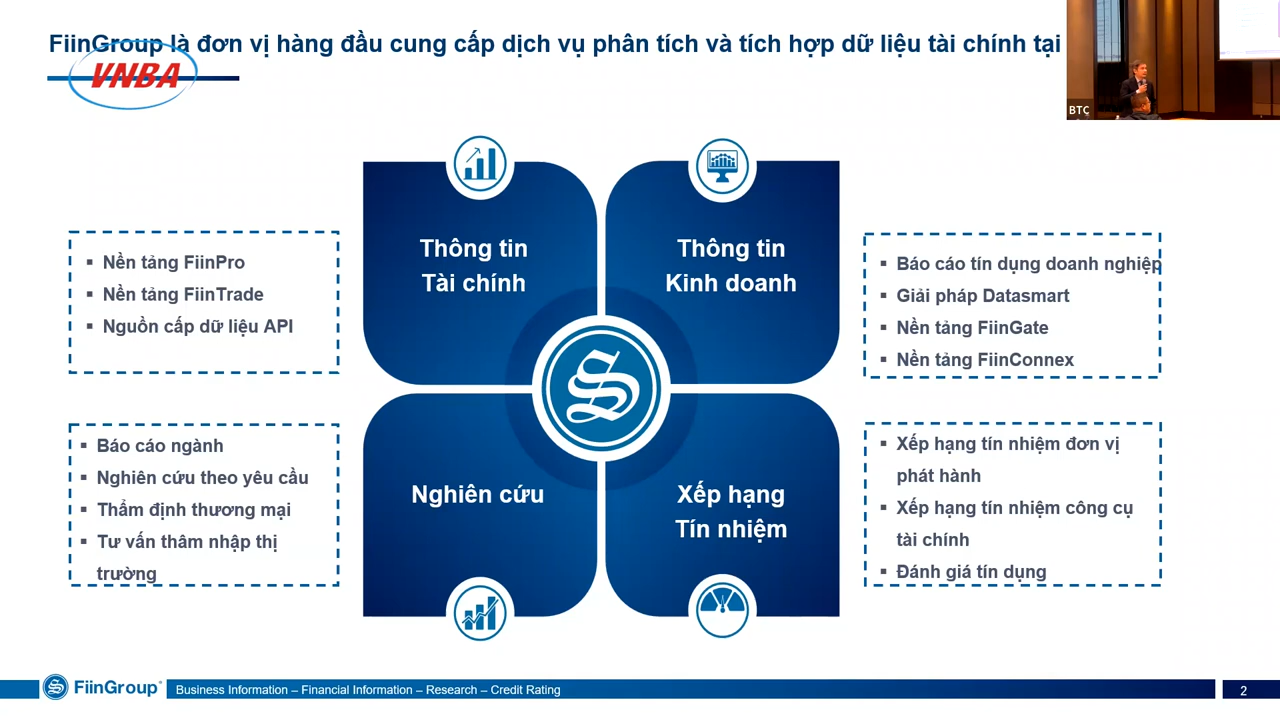 FiinGroup là đơn vị hàng đầu cung cấp dịch vụ phân tích và tích hợp dữ liệu tài chính tại
VNBA
BTC
Thông tin
Tài chính
Thông tin
Kinh doanh
▪ Nền tảng FiinPro
▪ Nền tảng FiinTrade
▪ Nguồn cấp dữ liệu API
▪ Báo cáo tín dụng doanh nghiệp
▪ Giải pháp Datasmart
▪ Nền tảng FiinGate
▪ Nền tảng FiinConnex
▪ Báo cáo ngành
▪ Nghiên cứu theo yêu cầu
▪ Thẩm định thương mại
▪ Tư vấn thâm nhập thị
trường
Nghiên cứu
Xếp hạng
Tín nhiệm
▪ Xếp hạng tín nhiệm đơn vị
phát hành
▪ Xếp hạng tín nhiệm công cụ
tài chính
▪ Đánh giá tín dụng
FiinGroup
Business Information – Financial Information – Research – Credit Rating
2